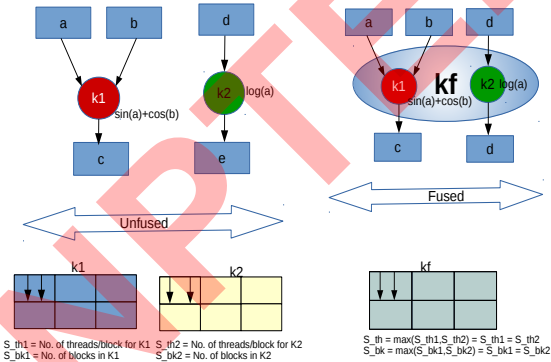 a
b
d
k1
sin(a)+cos(b)
k2
log(a)
c
e
Unfused
a
b
d
k1
kf
k2
log(a)
sin(a)+cos(b)
c
d
Fused
k1
k2
kf
S_th1 = No. of threads/block for K1
S_bk1 = No. of blocks in K1
S_th2 = No. of threads/block for K2
S_bk2 = No. of blocks in K2
S_th = max(S_th1,S_th2) = S_th1 = S_th2
S_bk = max(S_bk1,S_bk2) = S_bk1 = S_bk2
NPTE